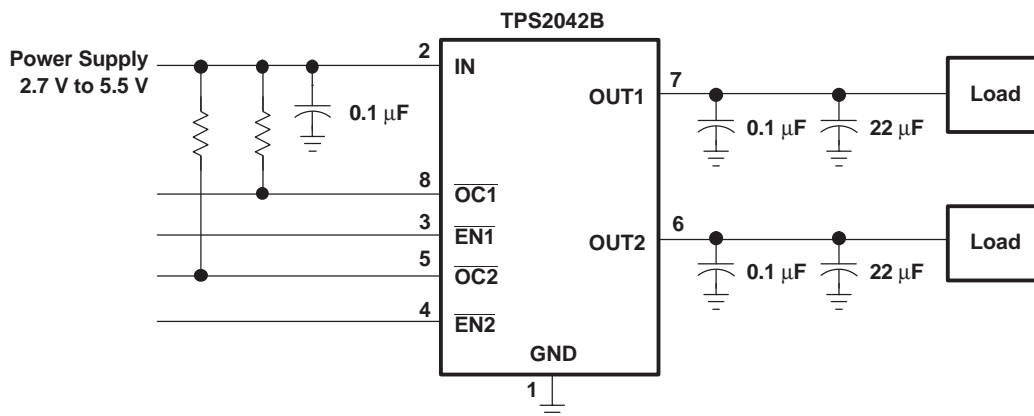 TPS2042B
Power Supply
2.7 V to 5.5 V
2
IN
0.1 μF
8
OC1
3
EN1
5
OC2
4
EN2
GND
1
OUT1
7
0.1 μF
22 μF
Load
OUT2
6
0.1 μF
22 μF
Load